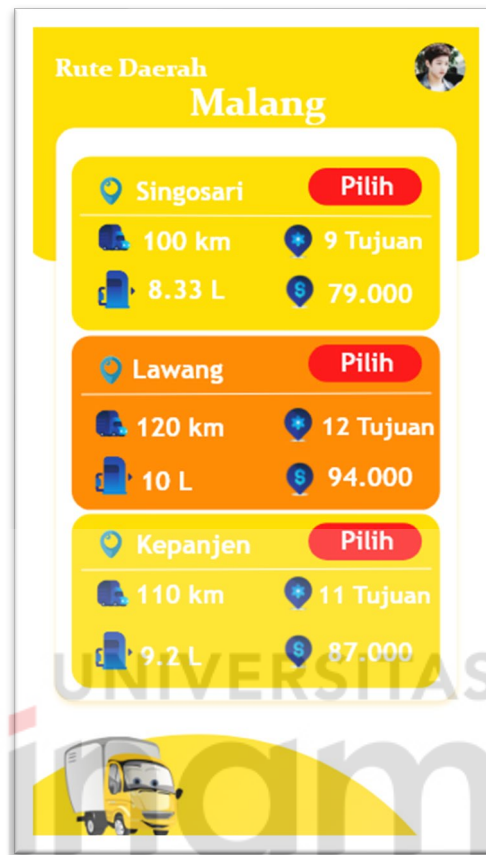 Rute Daerah
Malang
Singosari
Pilih
100 km
9 Tujuan
8.33 L
79.000
Lawang
Pilih
120 km
12 Tujuan
10 L
94.000
Kepanjen
Pilih
110 km
11 Tujuan
9.2 L
87.000
UNIVERSITAS